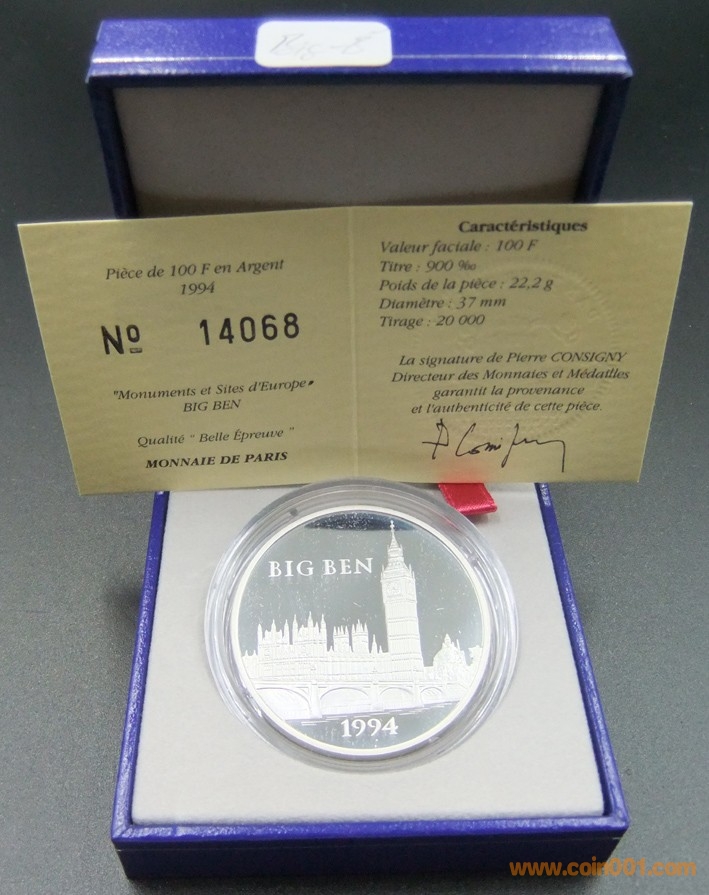 Pièce de 100 F en Argent
1994
Nº 14068
"Monuments et Sites d'Europe"
BIG BEN
Qualité " Belle Épreuve "
MONNAIE DE PARIS
Caractéristiques
Valeur faciale : 100 F
Titre : 900 ‰
Poids de la pièce : 22,2 g
Diamètre : 37 mm
Tirage : 20 000
La signature de Pierre CONSIGNY
Directeur des Monnaies et Médailles
garantit la provenance
et l'authenticité de cette pièce.
BIG BEN
1994
www.coin001.com